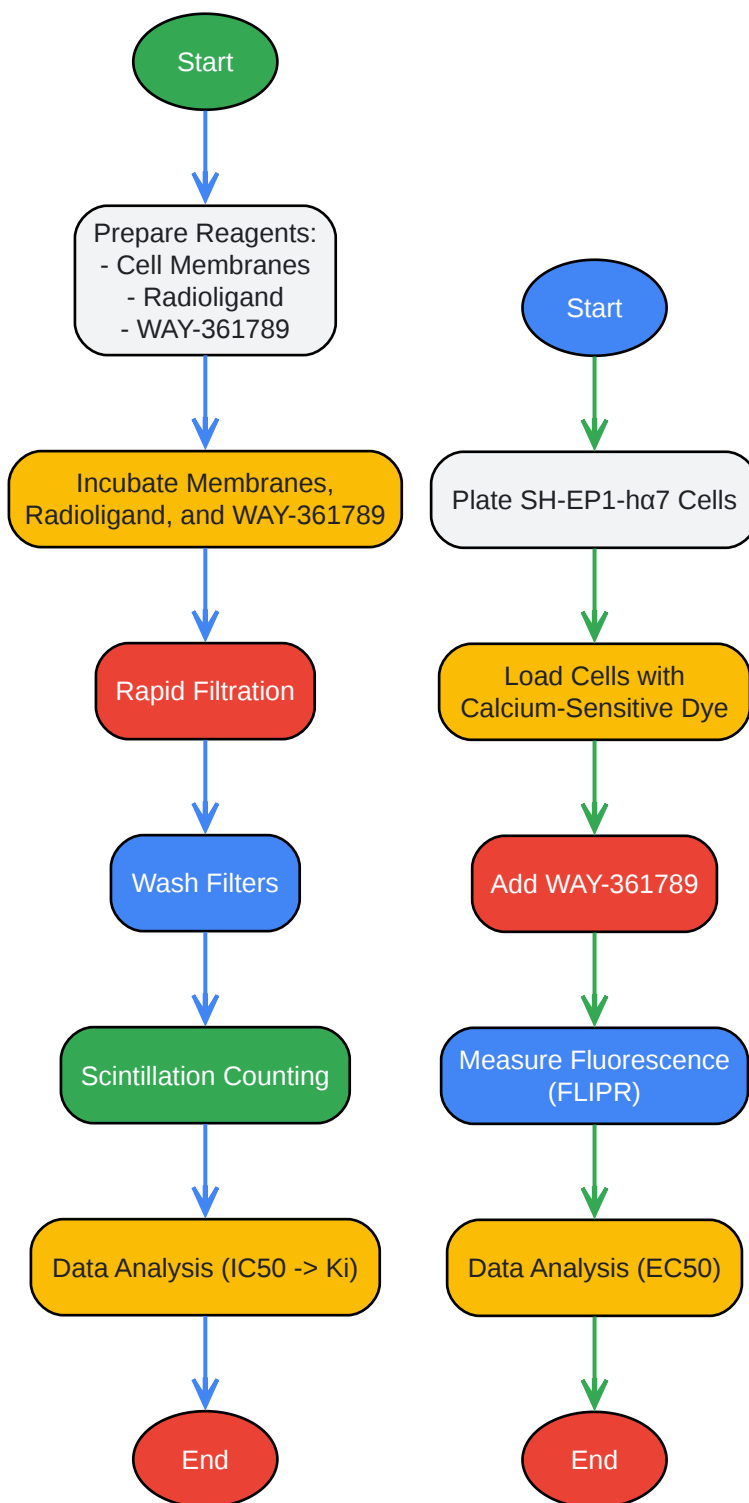 Start
Prepare Reagents:
- Cell Membranes
- Radioligand
- WAY-361789
Incubate Membranes,
Radioligand, and WAY-361789
Rapid Filtration
Wash Filters
Scintillation Counting
Data Analysis (IC50 -> Ki)
End
Start
Plate SH-EP1-hα7 Cells
Load Cells with
Calcium-Sensitive Dye
Add WAY-361789
Measure Fluorescence
(FLIPR)
Data Analysis (EC50)
End